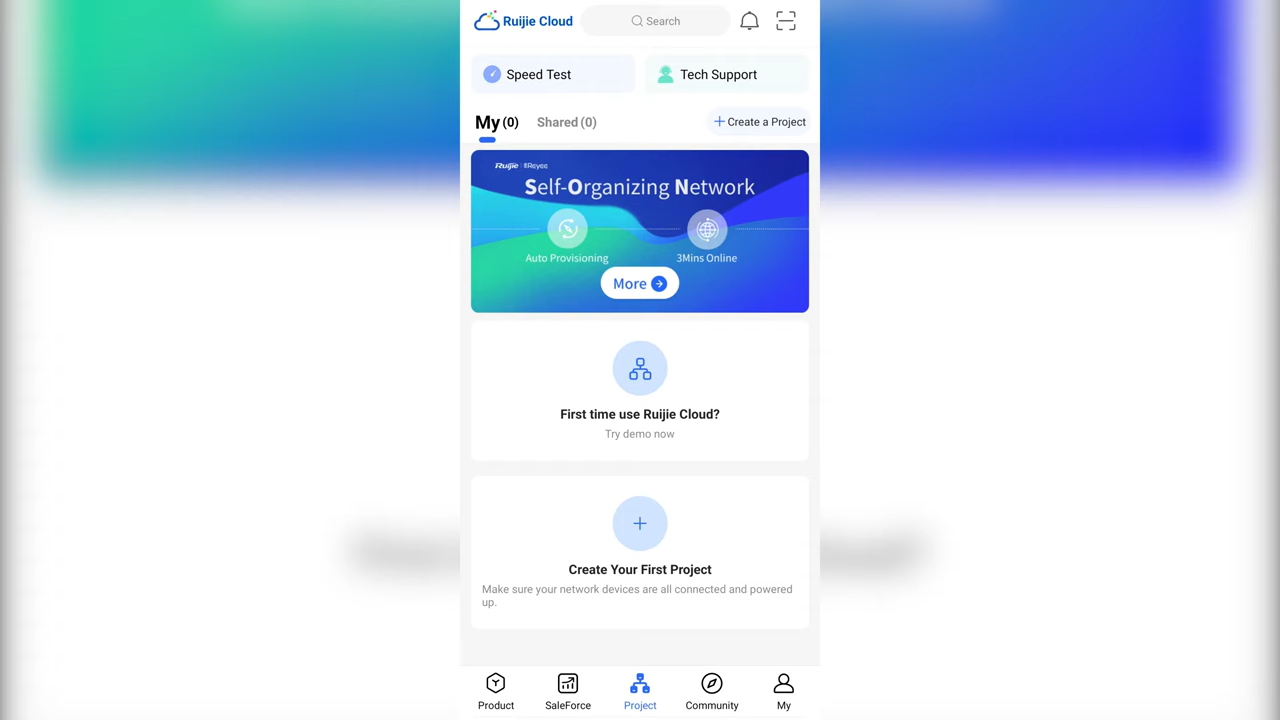 Ruijie Cloud
Search
Speed Test
Tech Support
My (0)
Shared (0)
+ Create a Project
Ruijie | Reyee
Self-Organizing Network
Auto Provisioning
3Mins Online
More
First time use Ruijie Cloud?
Try demo now
Create Your First Project
Make sure your network devices are all connected and powered
up.
Product
SaleForce
Project
Community
My